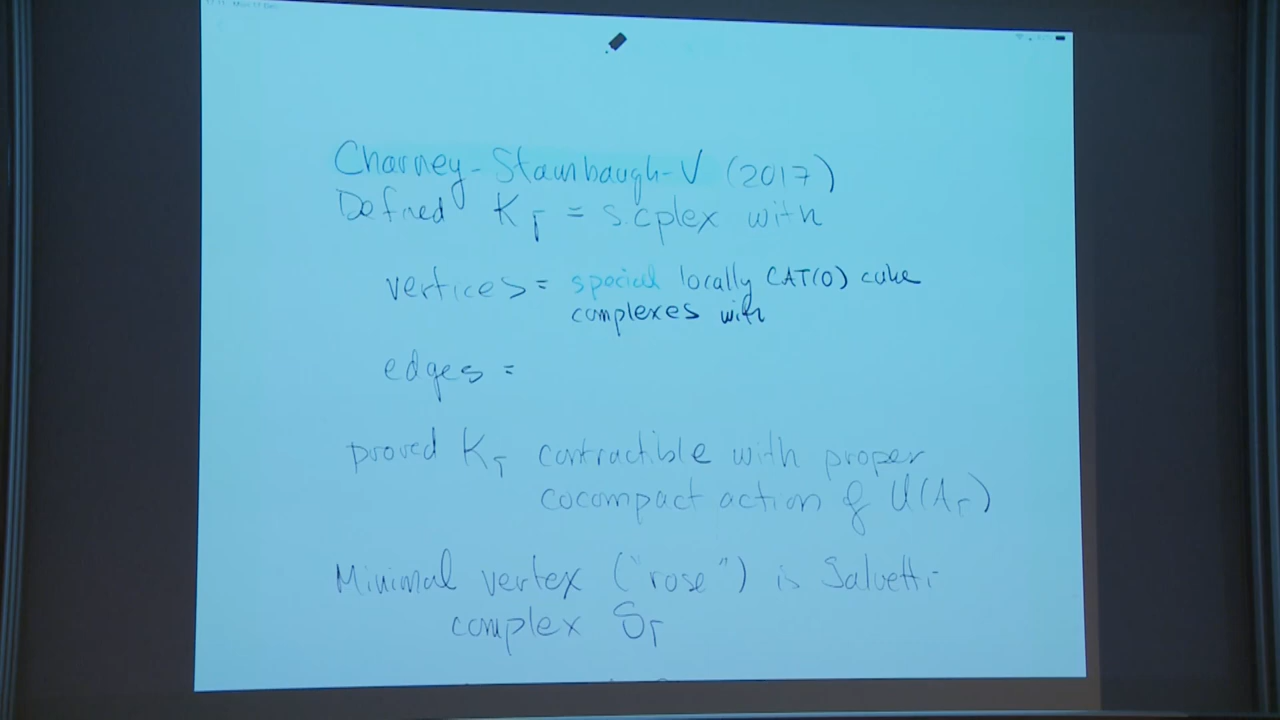 Charney-Stambaugh-V (2017)
Defined K_Γ = s.cplex with
vertices = special locally CAT(0) cube
complexes with
edges =
proved K_Γ contractible with proper
cocompact action of U(A_Γ)
Minimal vertex ("rose") is Salvetti
complex S_Γ